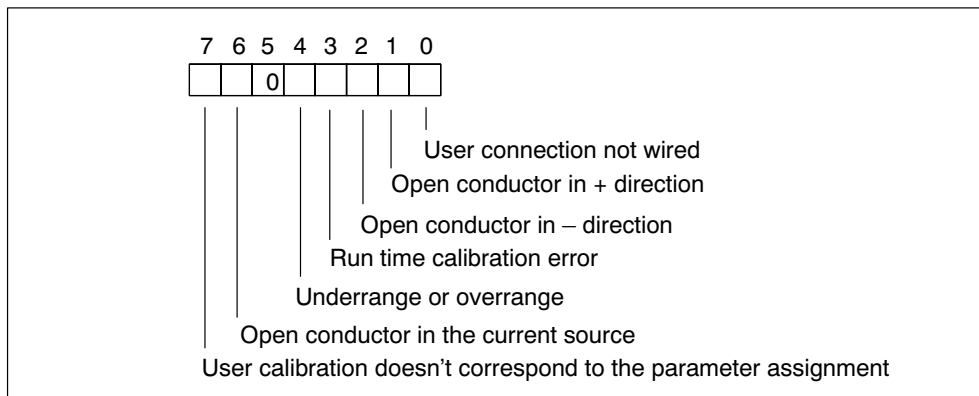 7 6 5 4 3 2 1 0
0
User connection not wired
Open conductor in + direction
Open conductor in – direction
Run time calibration error
Underrange or overrange
Open conductor in the current source
User calibration doesn't correspond to the parameter assignment